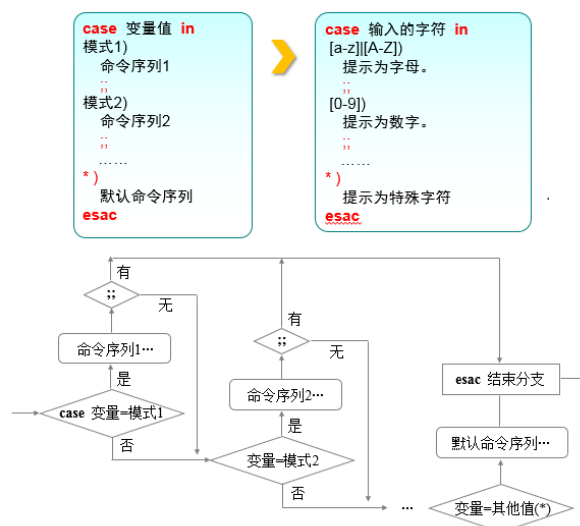 case 变量值 in
模式1)
命令序列1
;;
模式2)
命令序列2
;;
……
* )
默认命令序列
esac
case 输入的字符 in
[a-z]|[A-Z])
提示为字母。
;;
[0-9])
提示为数字。
;;
……
* )
提示为特殊字符
esac
有
;;
无
命令序列1…
是
case 变量=模式1
否
有
;;
无
命令序列2…
是
变量=模式2
否
…
esac 结束分支
默认命令序列…
变量=其他值(*)